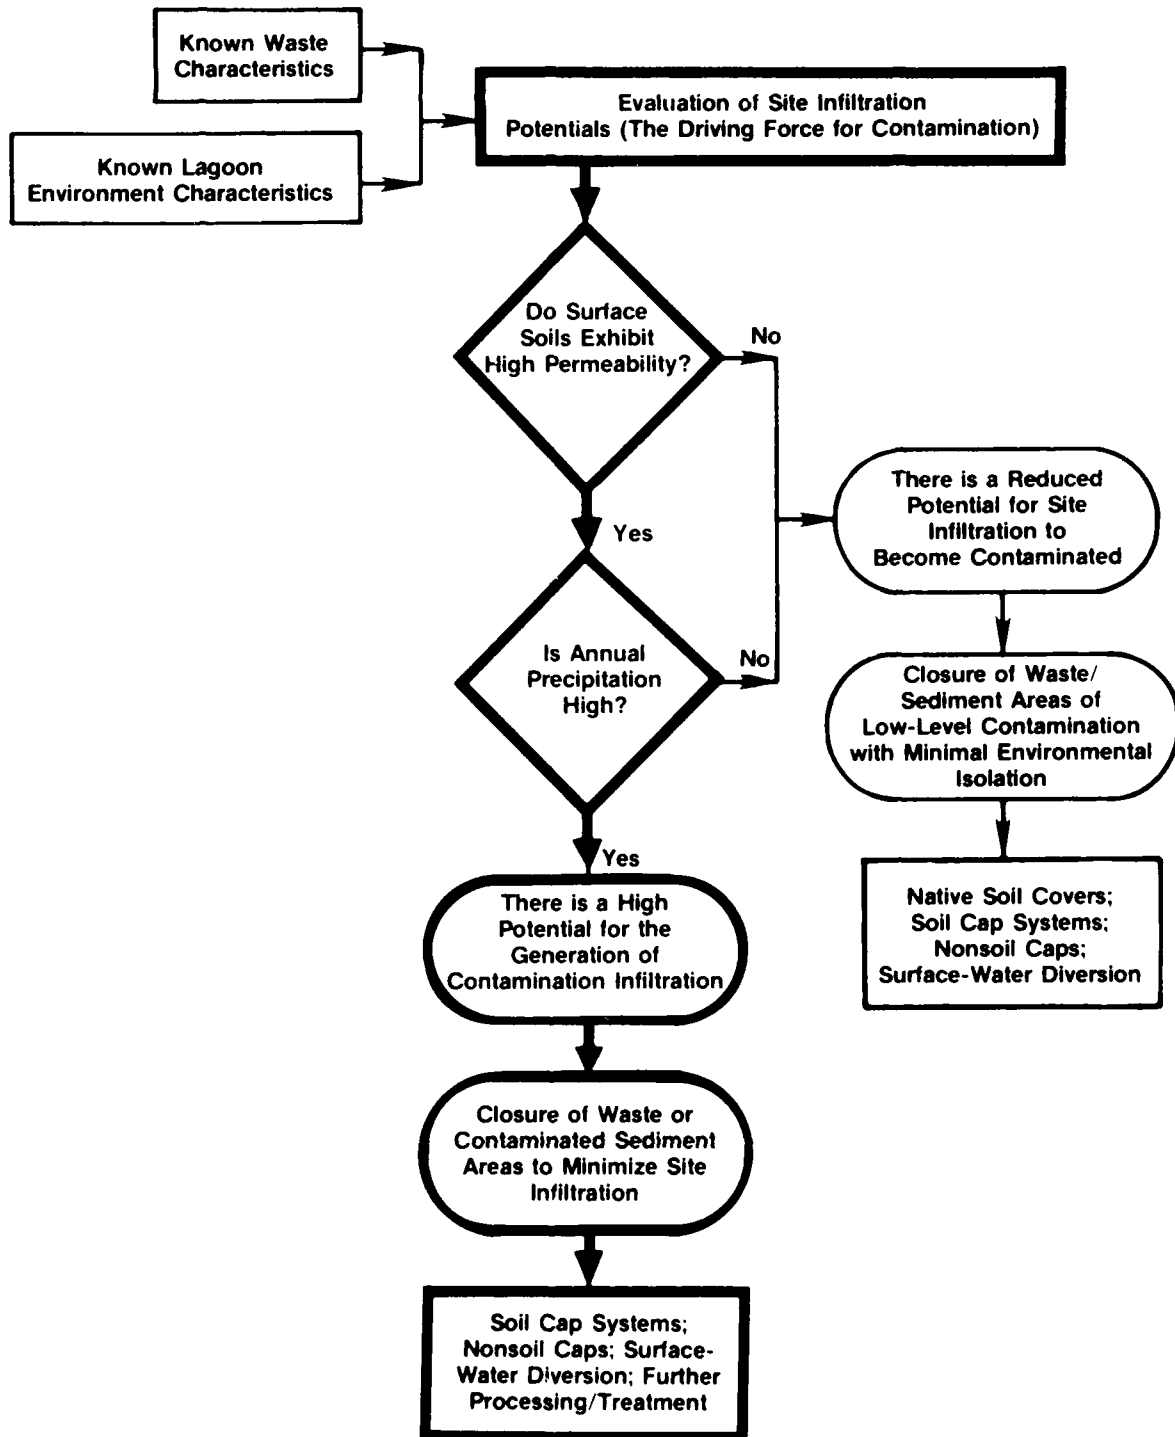 Known Waste
Characteristics
Evaluation of Site Infiltration
Potentials (The Driving Force for Contamination)
Known Lagoon
Environment Characteristics
Do Surface
Soils Exhibit
High Permeability?
No
Yes
There is a Reduced
Potential for Site
Infiltration to
Become Contaminated
Is Annual
Precipitation
High?
No
Closure of Waste/
Sediment Areas of
Low-Level Contamination
with Minimal Environmental
Isolation
Yes
There is a High
Potential for the
Generation of
Contamination Infiltration
Native Soil Covers;
Soil Cap Systems;
Nonsoil Caps;
Surface-Water Diversion
Closure of Waste or
Contaminated Sediment
Areas to Minimize Site
Infiltration
Soil Cap Systems;
Nonsoil Caps; Surface-
Water Diversion; Further
Processing/Treatment